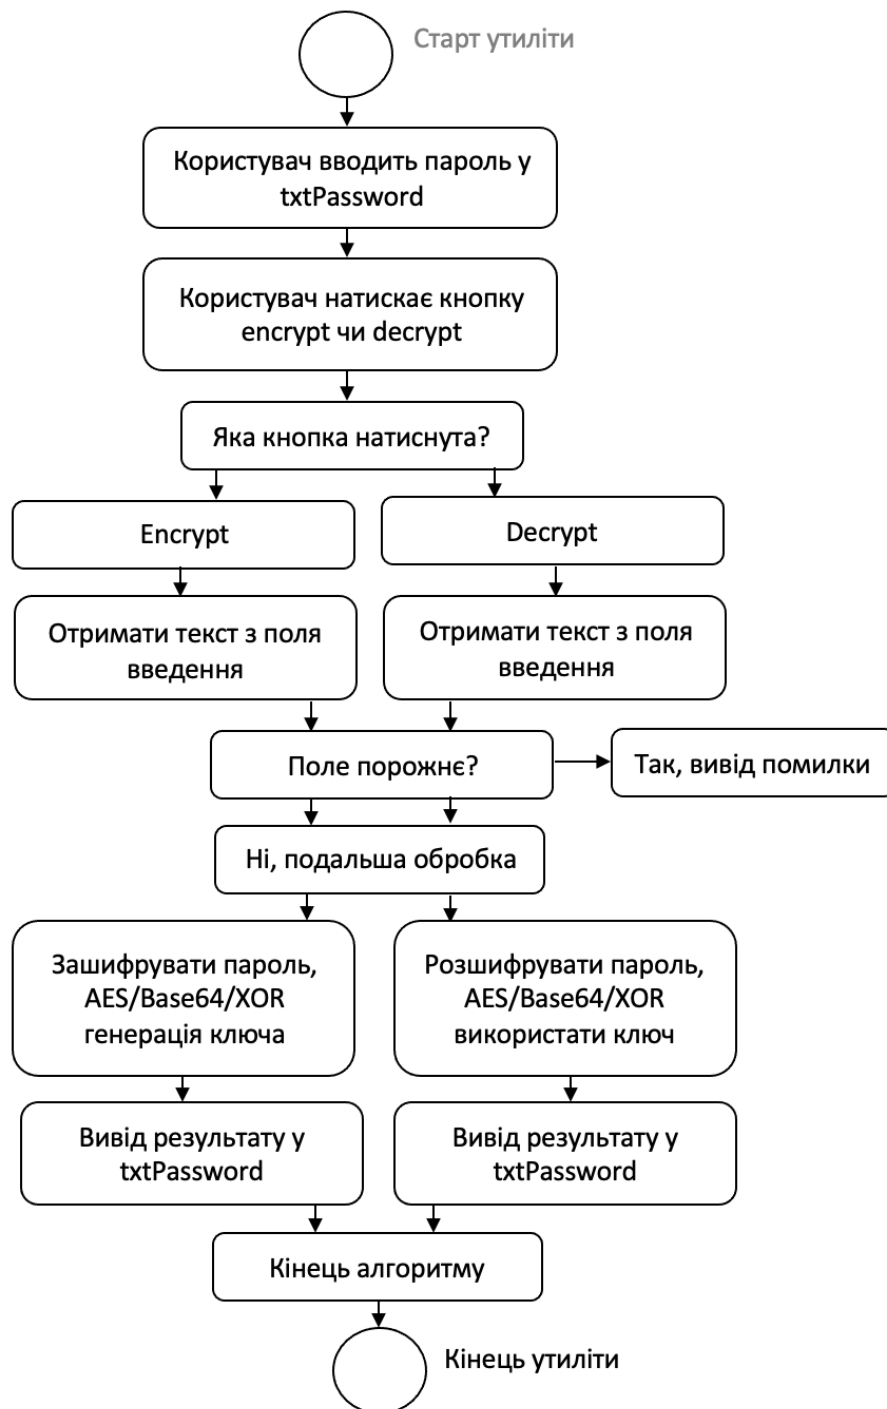 Старт утиліти
Користувач вводить пароль у
txtPassword
Користувач натискає кнопку
encrypt чи decrypt
Яка кнопка натиснута?
Encrypt
Decrypt
Отримати текст з поля
введення
Отримати текст з поля
введення
Поле порожнє?
Так, вивід помилки
Ні, подальша обробка
Зашифрувати пароль,
AES/Base64/XOR
генерація ключа
Розшифрувати пароль,
AES/Base64/XOR
використати ключ
Вивід результату у
txtPassword
Вивід результату у
txtPassword
Кінець алгоритму
Кінець утиліти